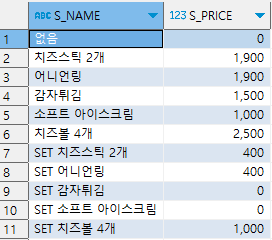 ABC S_NAME 123 S_PRICE
1 없음 0
2 치즈스틱 2개 1,900
3 어니언링 1,900
4 감자튀김 1,500
5 소프트 아이스크림 1,000
6 치즈볼 4개 2,500
7 SET 치즈스틱 2개 400
8 SET 어니언링 400
9 SET 감자튀김 0
10 SET 소프트 아이스크림 0
11 SET 치즈볼 4개 1,000